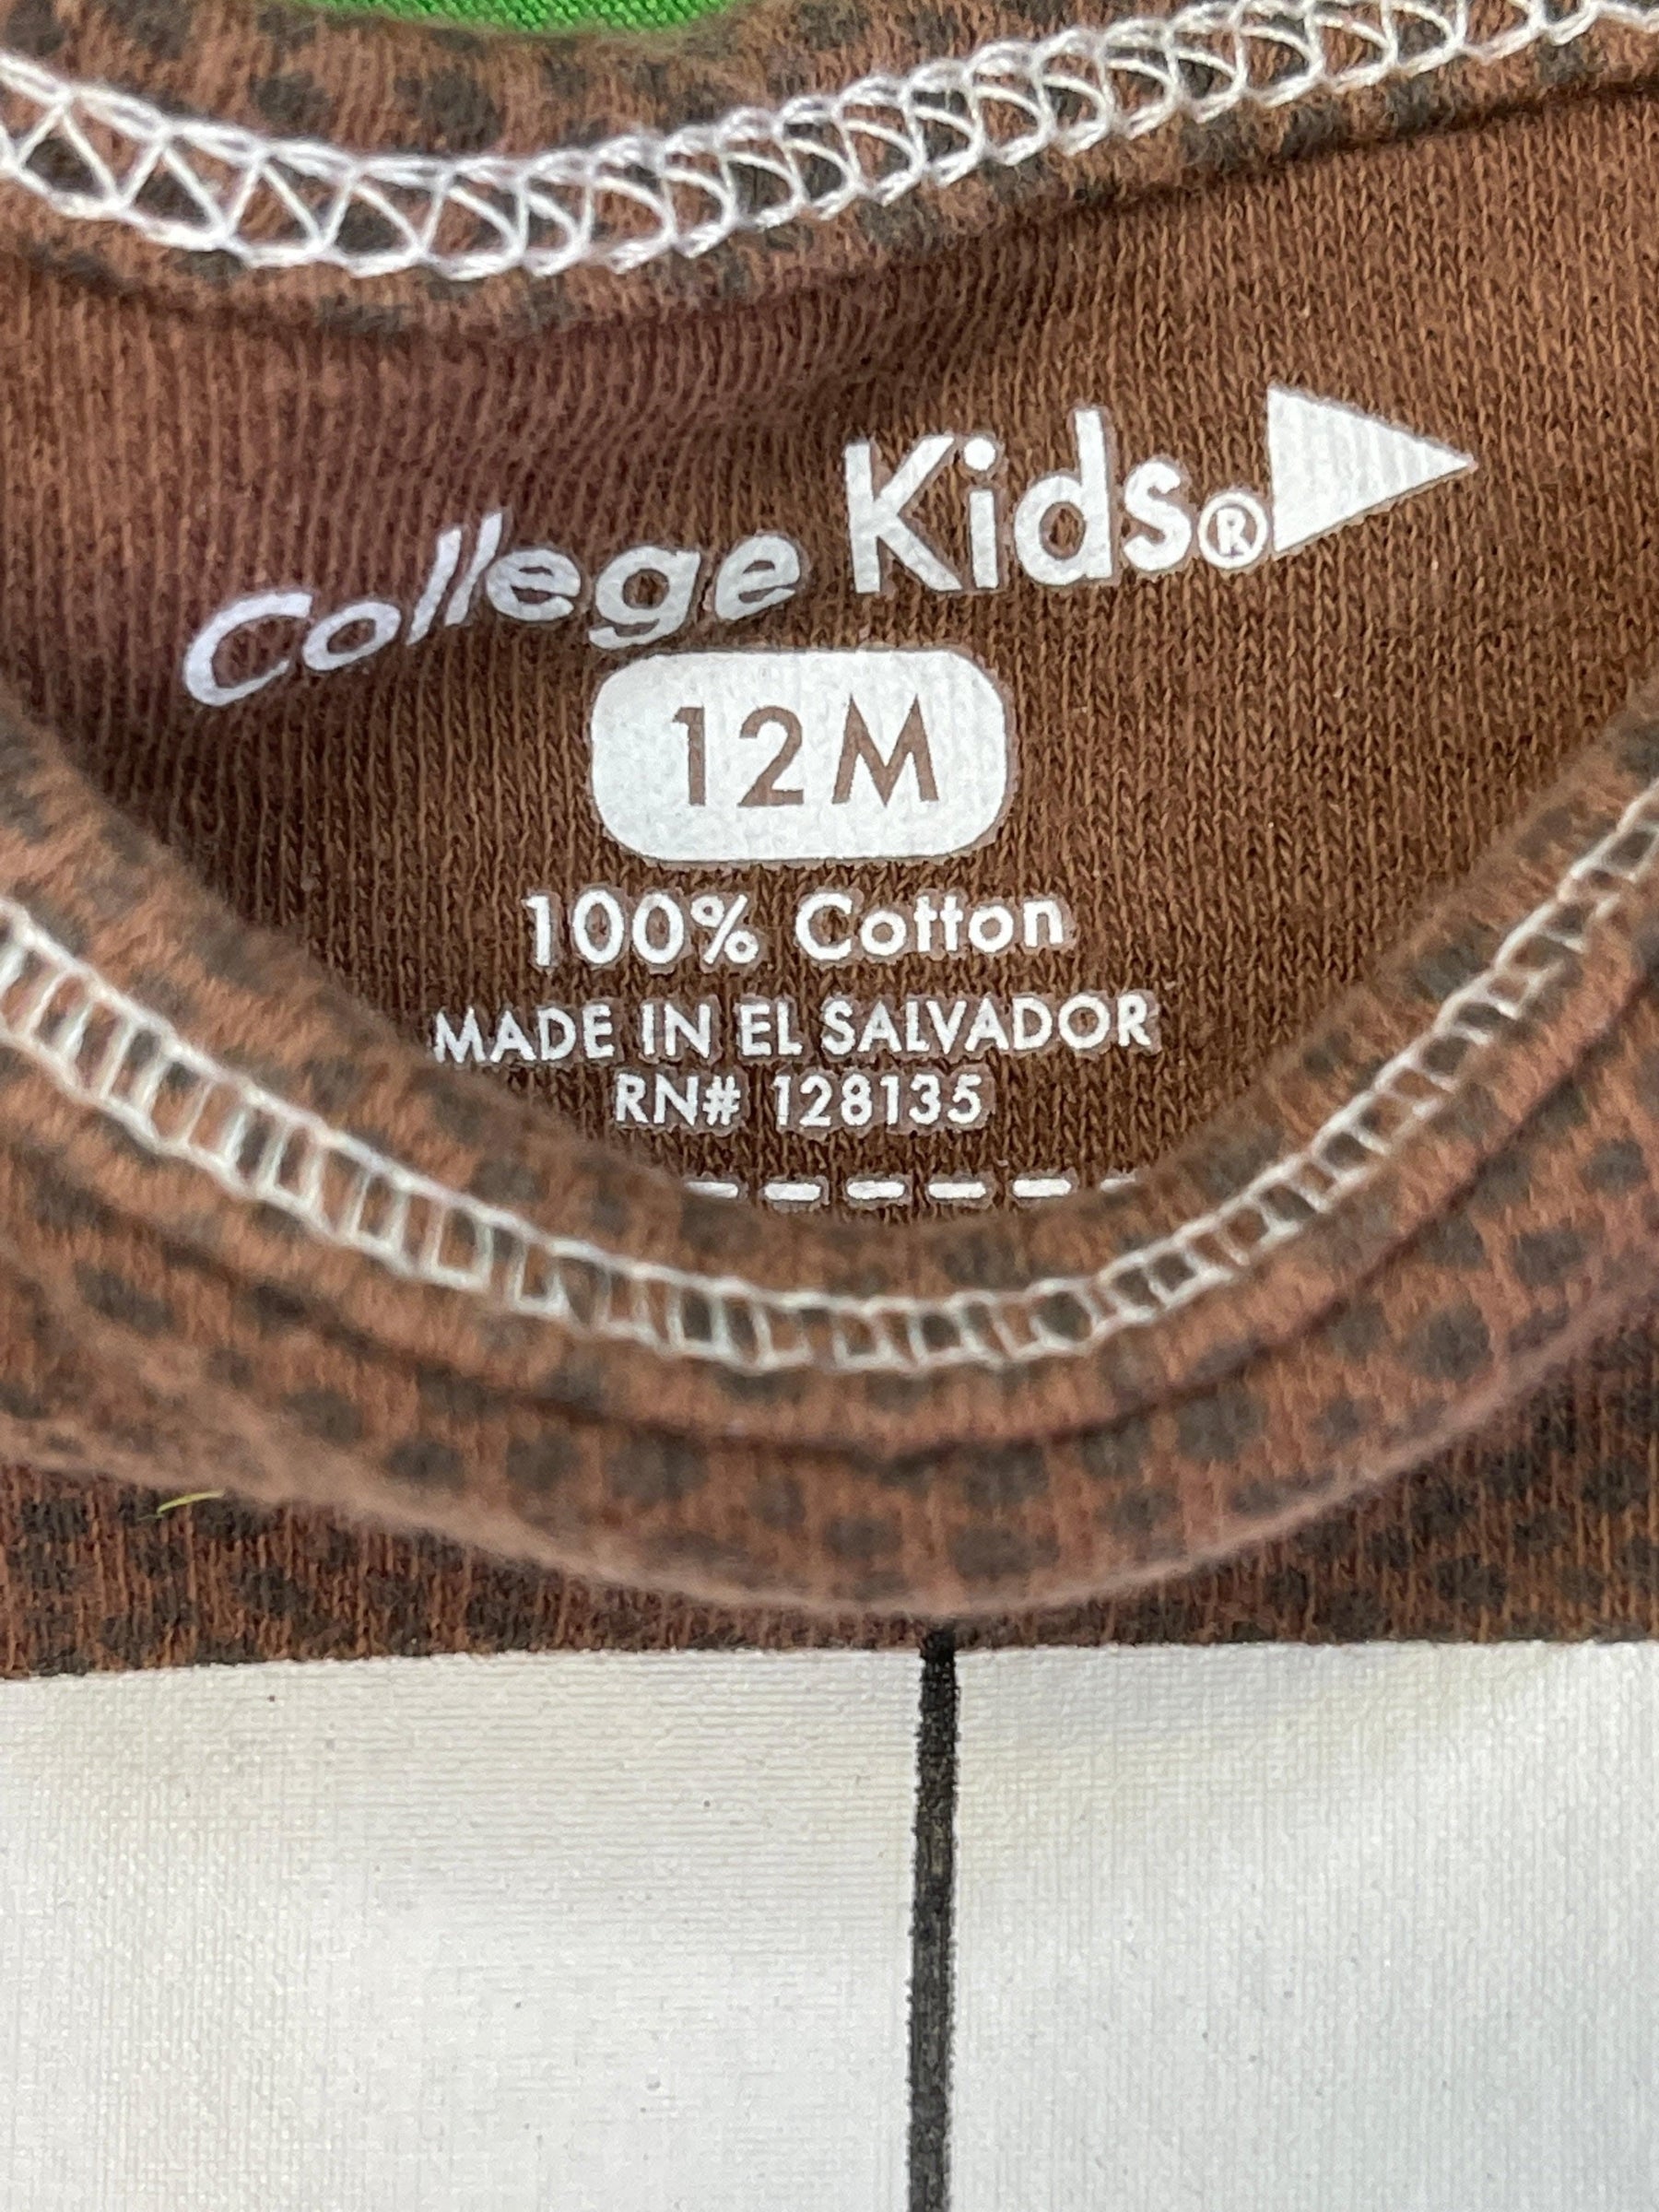 College Kids®
12M
100% Cotton
MADE IN EL SALVADOR
RN# 128135